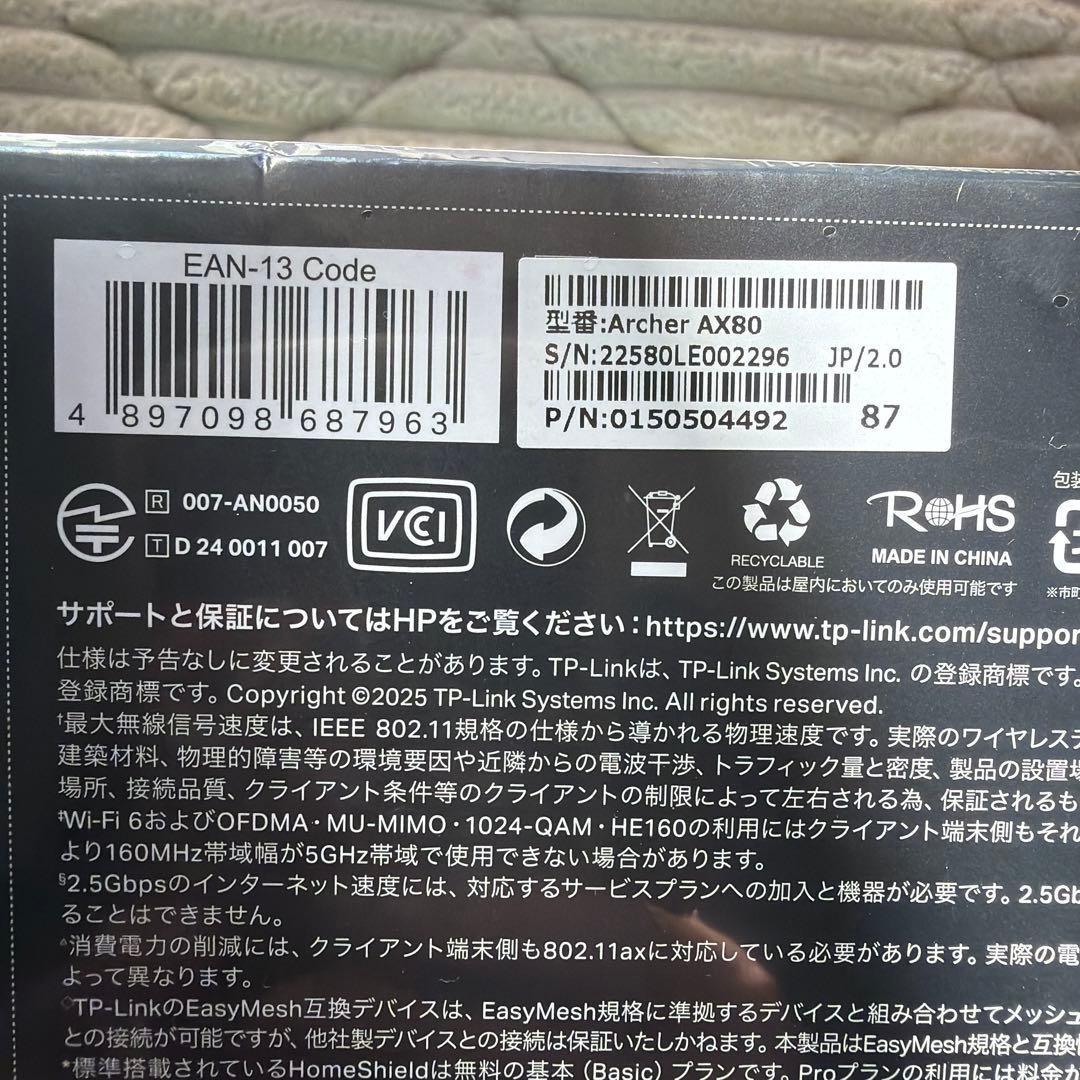 EAN-13 Code
4 897098 687963
型番:Archer AX80
S/N:22580LE002296 JP/2.0
P/N:0150504492 87
R 007-AN0050
T D 24 0011 007
VCCI
RECYCLABLE
RoHS
MADE IN CHINA
この製品は屋内においてのみ使用可能です
包装
※市町
サポートと保証についてはHPをご覧ください：https://www.tp-link.com/suppor
仕様は予告なしに変更されることがあります。TP-Linkは、TP-Link Systems Inc. の登録商標です。
登録商標です。Copyright ©2025 TP-Link Systems Inc. All rights reserved.
†最大無線信号速度は、IEEE 802.11規格の仕様から導かれる物理速度です。実際のワイヤレスデ
建築材料、物理的障害等の環境要因や近隣からの電波干渉、トラフィック量と密度、製品の設置場
場所、接続品質、クライアント条件等のクライアントの制限によって左右される為、保証されるも
‡Wi-Fi 6およびOFDMA・MU-MIMO・1024-QAM・HE160の利用にはクライアント端末側もそれ
より160MHz帯域幅が5GHz帯域で使用できない場合があります。
§2.5Gbpsのインターネット速度には、対応するサービスプランへの加入と機器が必要です。2.5Gb
ることはできません。
△消費電力の削減には、クライアント端末側も802.11axに対応している必要があります。実際の電
よって異なります。
◇TP-LinkのEasyMesh互換デバイスは、EasyMesh規格に準拠するデバイスと組み合わせてメッシュ
との接続が可能ですが、他社製デバイスとの接続は保証いたしかねます。本製品はEasyMesh規格と互換
*標準搭載されているHomeShieldは無料の基本（Basic）プランです。Proプランの利用には料金が